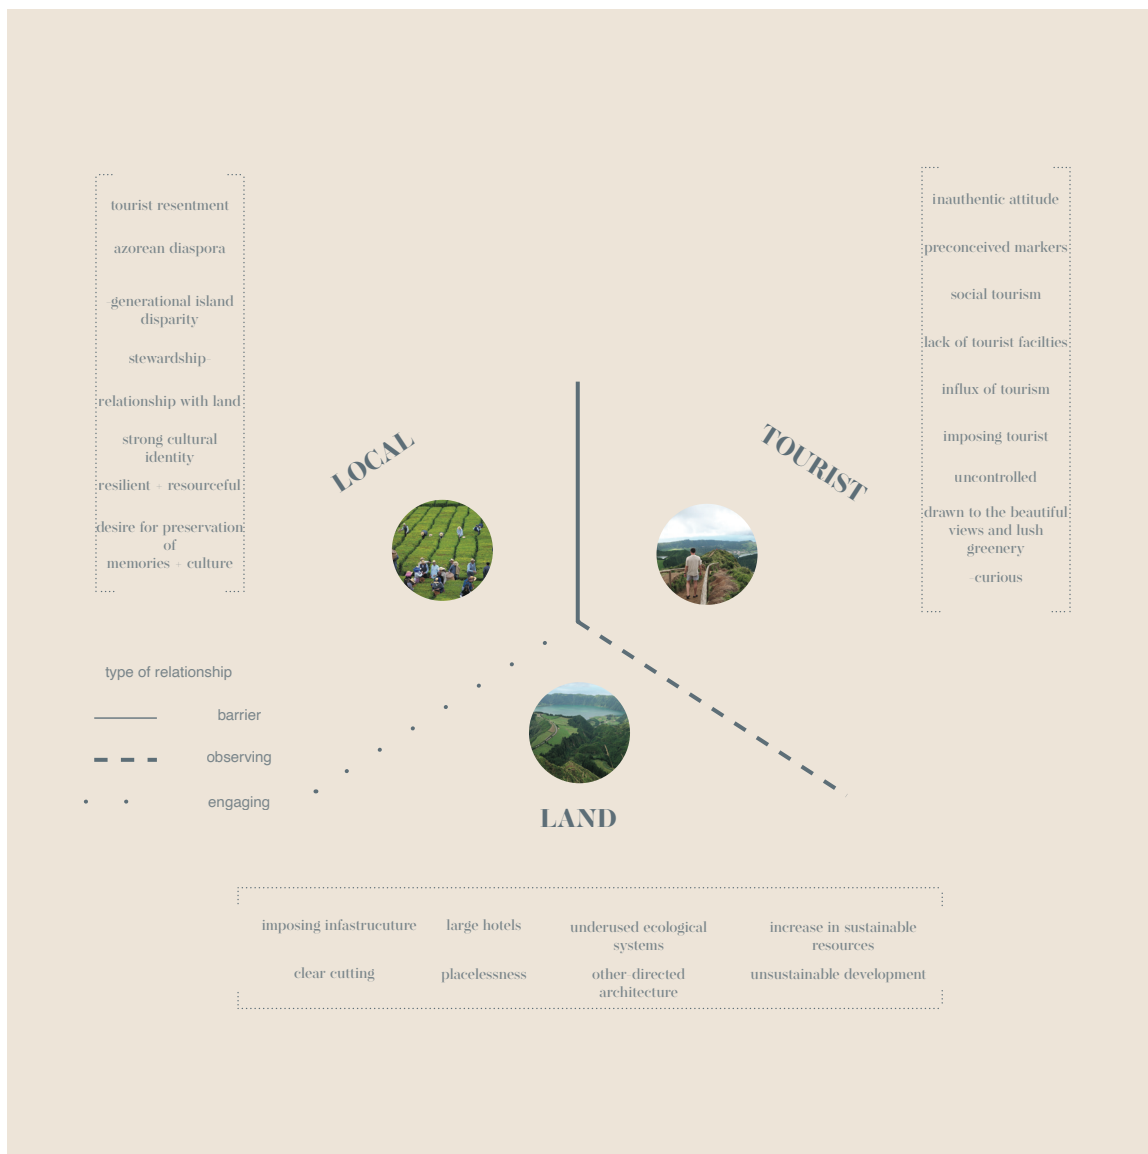 tourist resentment
azorean diaspora
-generational island
disparity
stewardship-
relationship with land
strong cultural
identity
resilient + resourceful
desire for preservation
of
memories + culture
inauthentic attitude
preconceived markers
social tourism
lack of tourist facilties
influx of tourism
imposing tourist
uncontrolled
drawn to the beautiful
views and lush
greenery
-curious
LOCAL
TOURIST
LAND
type of relationship
barrier
observing
engaging
imposing infastrucuture
large hotels
underused ecological
systems
increase in sustainable
resources
clear cutting
placelessness
other-directed
architecture
unsustainable development